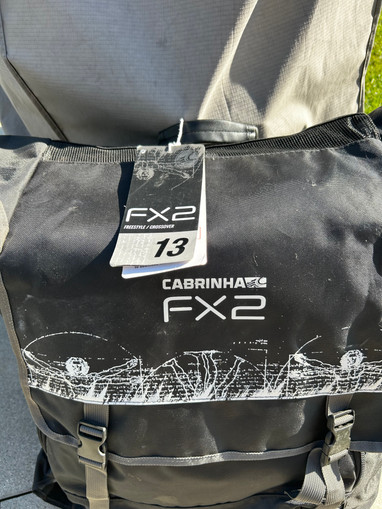 FX2
FREESTYLE / CROSSOVER
13
CABRINHA
FX2